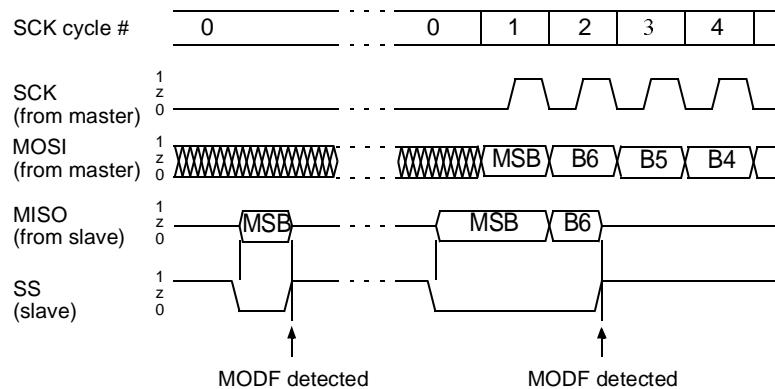 SCK cycle # 0 0 1 2 3 4
SCK
(from master)
1
z
0
MOSI
(from master)
1
z
0
MSB B6 B5 B4
MISO
(from slave)
1
z
0
MSB MSB B6
SS
(slave)
1
z
0
MODF detected MODF detected